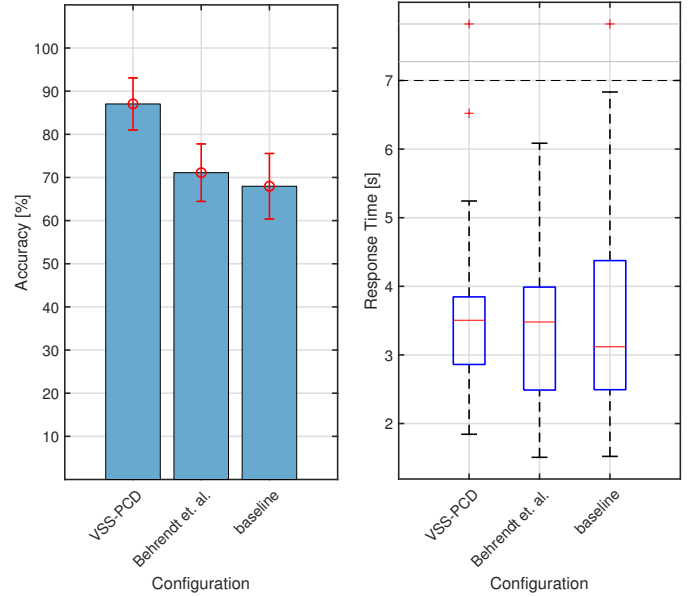 100
90
80
70
60
50
40
30
20
10
Accuracy [%]
VSS-PCD
Behrendt et. al.
baseline
Configuration
7
6
5
4
3
2
Response Time [s]
VSS-PCD
Behrendt et. al.
baseline
Configuration